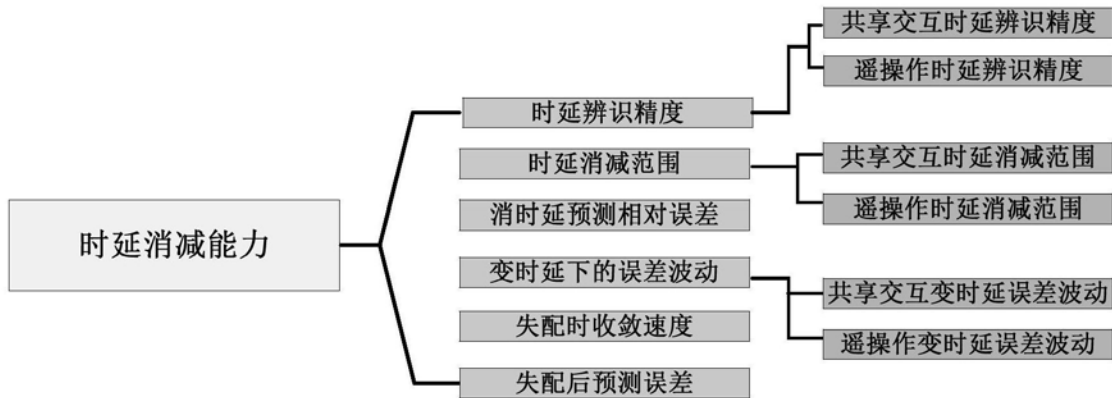 时延消减能力
时延辨识精度
时延消减范围
消时延预测相对误差
变时延下的误差波动
失配时收敛速度
失配后预测误差
共享交互时延辨识精度
遥操作时延辨识精度
共享交互时延消减范围
遥操作时延消减范围
共享交互变时延误差波动
遥操作变时延误差波动